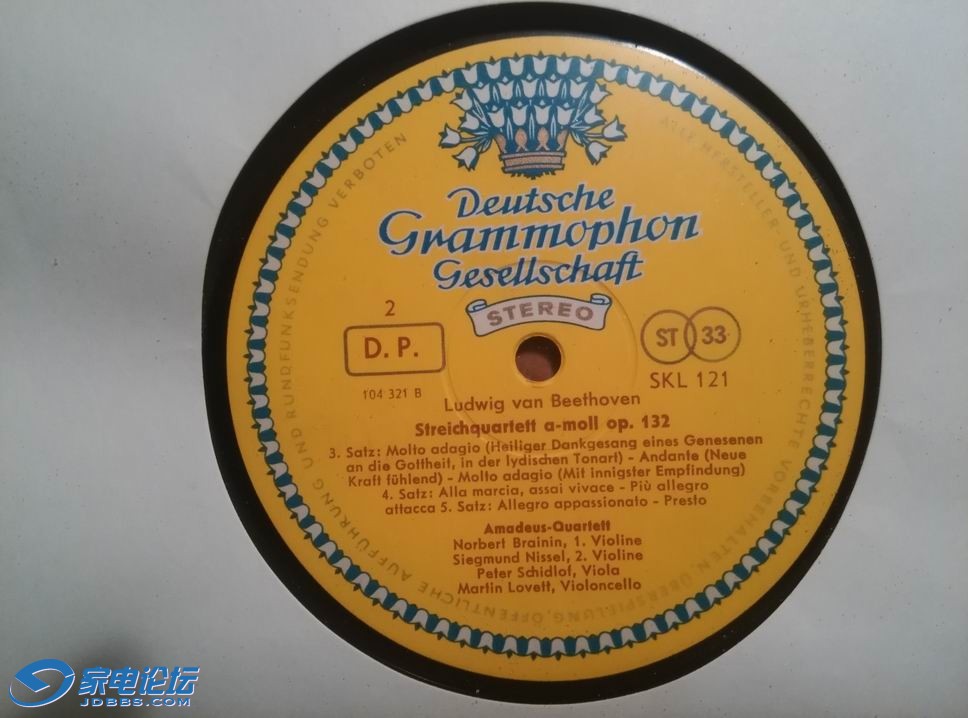 Deutsche
Grammophon
Gesellschaft
STEREO
2
D. P.
104 321 B
ST 33
SKL 121
Ludwig van Beethoven
Streichquartett a-moll op. 132
3. Satz: Molto adagio (Heiliger Dankgesang eines Genesenen
an die Gottheit, in der lydischen Tonart) - Andante (Neue
Kraft fühlend) - Molto adagio (Mit innigster Empfindung)
4. Satz: Alla marcia, assai vivace - Più allegro
attacca 5. Satz: Allegro appassionato - Presto
Amadeus-Quartett
Norbert Brainin, 1. Violine
Siegmund Nissel, 2. Violine
Peter Schidlof, Viola
Martin Lovett, Violoncello
ALLE HERSTELLER- UND URHEBERRECHTE VORBEHALTEN, ÜBERSPIELUNG, ÖFFENTLICHE AUFFÜHRUNG UND RUNDFUNKSENDUNG VERBOTEN
家电论坛
JDBBS.COM